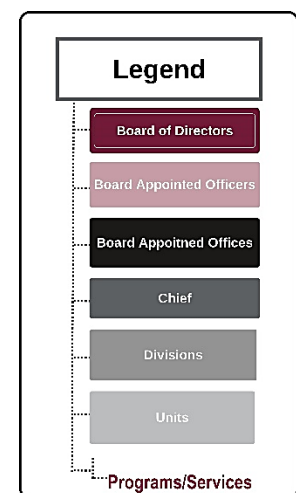 Legend
Board of Directors
Board Appointed Officers
Board Appoitned Offices
Chief
Divisions
Units
Programs/Services